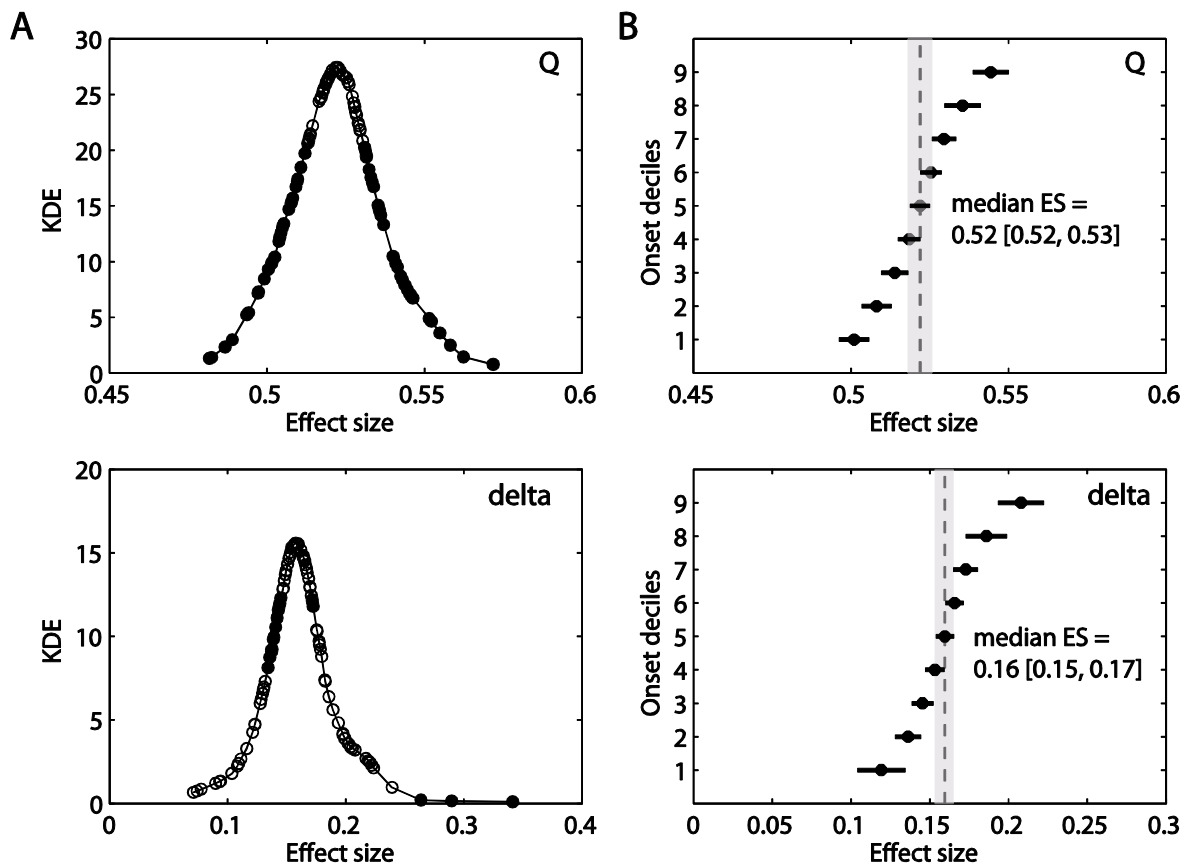 A
Q
KDE
30
25
20
15
10
5
0
0.45
0.5
0.55
0.6
Effect size
B
Q
Onset deciles
9
8
7
6
5
4
3
2
1
median ES =
0.52 [0.52, 0.53]
0.45
0.5
0.55
0.6
Effect size
delta
KDE
20
15
10
5
0
0
0.1
0.2
0.3
0.4
Effect size
delta
Onset deciles
9
8
7
6
5
4
3
2
1
median ES =
0.16 [0.15, 0.17]
0
0.05
0.1
0.15
0.2
0.25
0.3
Effect size